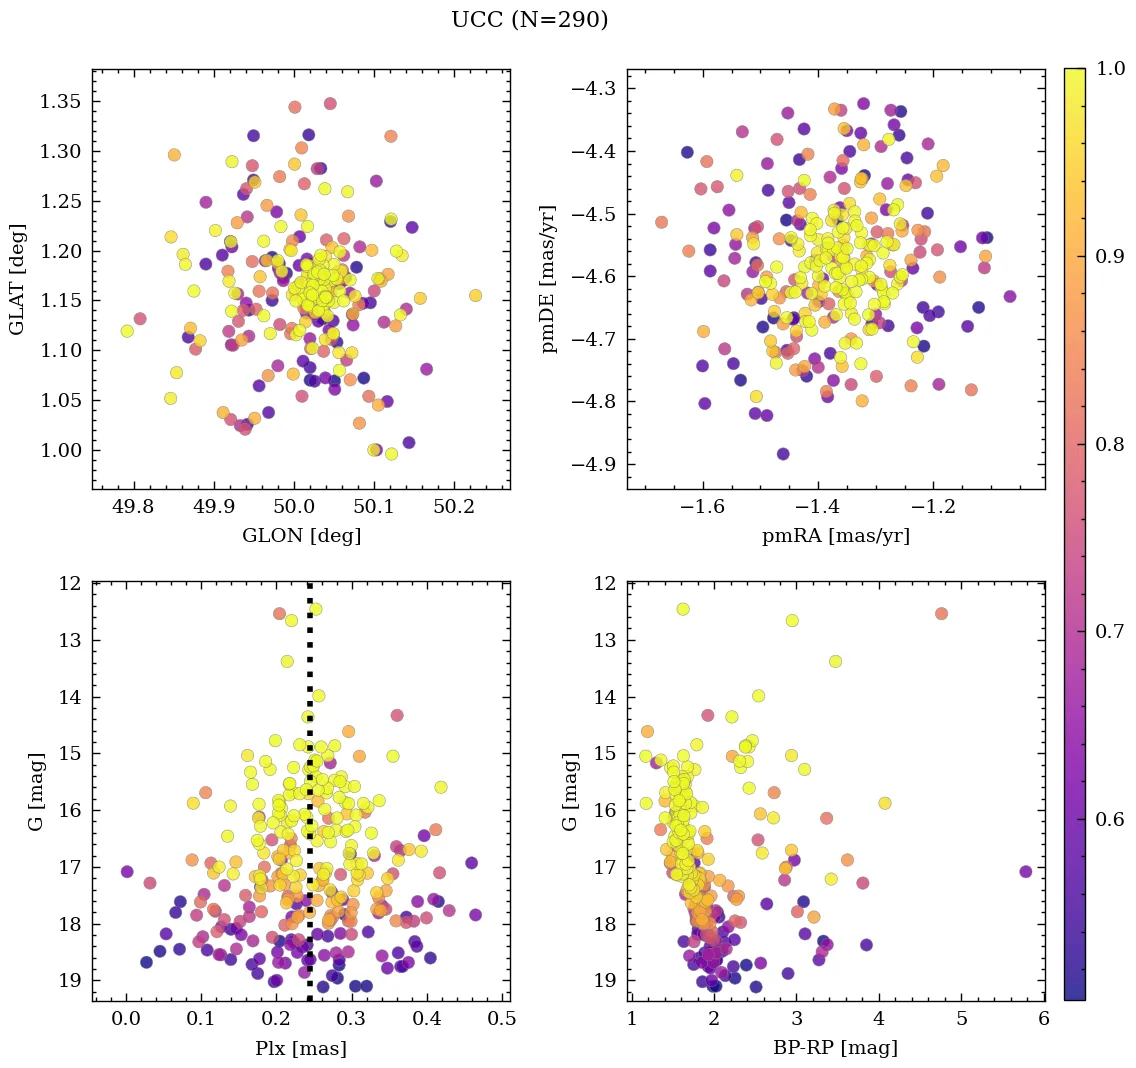 UCC (N=290)
1.35
1.30
1.25
1.20
1.15
1.10
1.05
1.00
GLAT [deg]
49.8 49.9 50.0 50.1 50.2
GLON [deg]
−4.3
−4.4
−4.5
−4.6
−4.7
−4.8
−4.9
pmDE [mas/yr]
−1.6 −1.4 −1.2
pmRA [mas/yr]
12
13
14
15
16
17
18
19
G [mag]
0.0 0.1 0.2 0.3 0.4 0.5
Plx [mas]
12
13
14
15
16
17
18
19
G [mag]
1 2 3 4 5 6
BP-RP [mag]
1.0
0.9
0.8
0.7
0.6